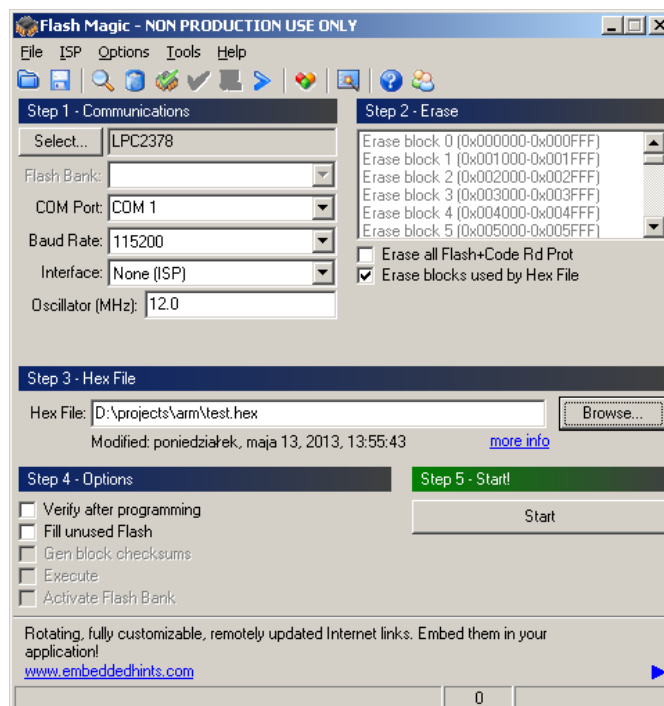 Flash Magic - NON PRODUCTION USE ONLY
File ISP Options Tools Help
Step 1 - Communications
Select... LPC2378
Flash Bank:
COM Port: COM 1
Baud Rate: 115200
Interface: None (ISP)
Oscillator (MHz): 12.0
Step 2 - Erase
Erase block 0 (0x000000-0x000FFF)
Erase block 1 (0x001000-0x001FFF)
Erase block 2 (0x002000-0x002FFF)
Erase block 3 (0x003000-0x003FFF)
Erase block 4 (0x004000-0x004FFF)
Erase block 5 (0x005000-0x005FFF)
Erase all Flash+Code Rd Prot
Erase blocks used by Hex File
Step 3 - Hex File
Hex File: D:\projects\arm\test.hex Browse...
Modified: poniedziałek, maja 13, 2013, 13:55:43 more info
Step 4 - Options
Verify after programming
Fill unused Flash
Gen block checksums
Execute
Activate Flash Bank
Step 5 - Start!
Start
Rotating, fully customizable, remotely updated Internet links. Embed them in your
application!
www.embeddedhints.com
0